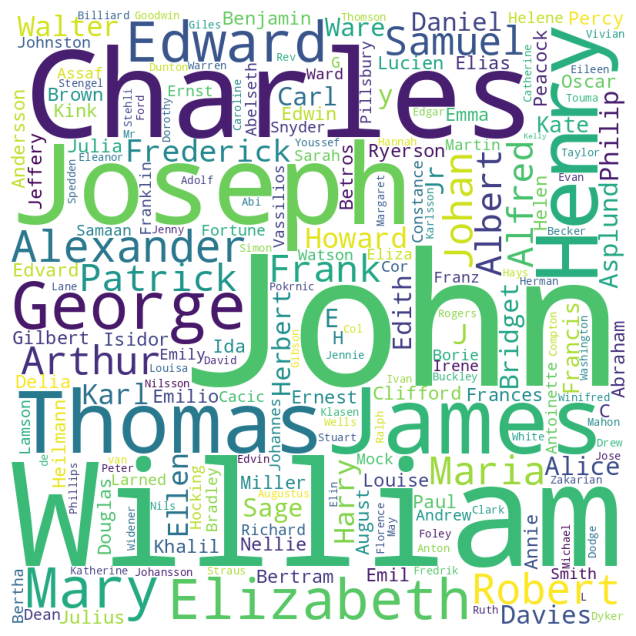 Billiard Goodwin Giles Thomson
Walter Edward Benjamin Ware Daniel Helene Percy
Johnston Charles Samuel Lucien Elias Oscar Vivian
Assaf Stengel Dunton Warren Rev Ernst G Ward Pillsbury Peacock Catherine Eileen
Brown Kink Stehli Ford Mr Dorothy Caroline Abelseth Carl Edwin Snyder y Emma Kate Touma
Andersson Jeffery Julia Spedden Eleanor Frederick Sarah Youssef Ryerson Martin Hannah Edgar Kelly Philip Henry
Joseph Franklin Adolf Abi Betros Margaret Constance Jr Karlsson Johan Albert Alfred Helen Taylor Evan Asplund
Samaan Jenny Fortune Simon Vassilios Howard Watson Eliza Cor Becker
Alexander Edvard Patrick Frank Franz Edith Hays Herman
Lane Pokrnic
George John E H J Rogers Bridget Borie Francis Abraham
Gilbert Isidor Emily Louisa David Ida Herbert Gibson Col Jennie Irene Buckley Antoinette Compton Washington Winifred
Arthur Nilsson Delia Karl Emilio Cacic Johannes Ernest Ivan Clifford Klasen Frances C Mahon
Lamson Heilmann Thomas James Wells Ralph Stuart White Drew Jose
de van Peter Edvin Miller Mock Louise Harry Maria Alice Zakarian
Phillips Douglas Widener Larned Nils Ellen Hocking Bradley Augustus Sage Elin August Paul Andrew Florence May Clark Annie Michael Dodge
William Khalil Richard Nellie Anton Foley
Katherine Johansson Straus Bertram Emil Fredrik Smith L
Bertha Mary Dean Julius Elizabeth Robert Ruth Davies Dyker